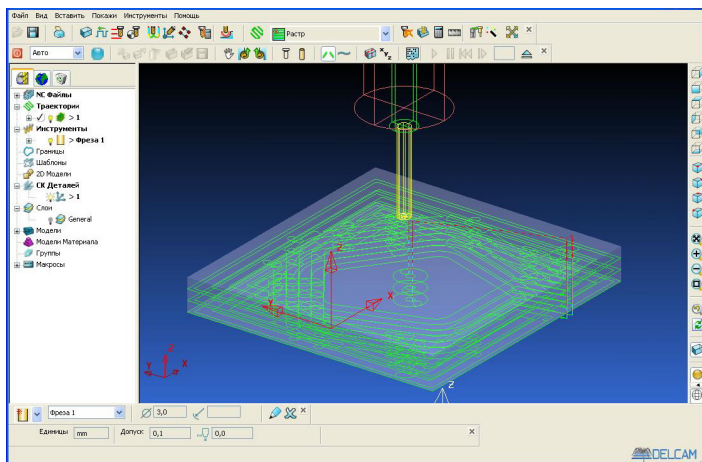 Файл Вид Вставить Покажи Инструменты Помощь
Растр
Авто
NC Файлы
Траектории
> 1
Инструменты
> Фреза 1
Границы
Шаблоны
2D Модели
СК Деталей
> 1
Слои
General
Модели
Модели Материала
Группы
Макросы
Z
Y
X
Z
Y
X
Z
Фреза 1
3,0
Единицы mm Допуск 0,1 0,0
DELCAM